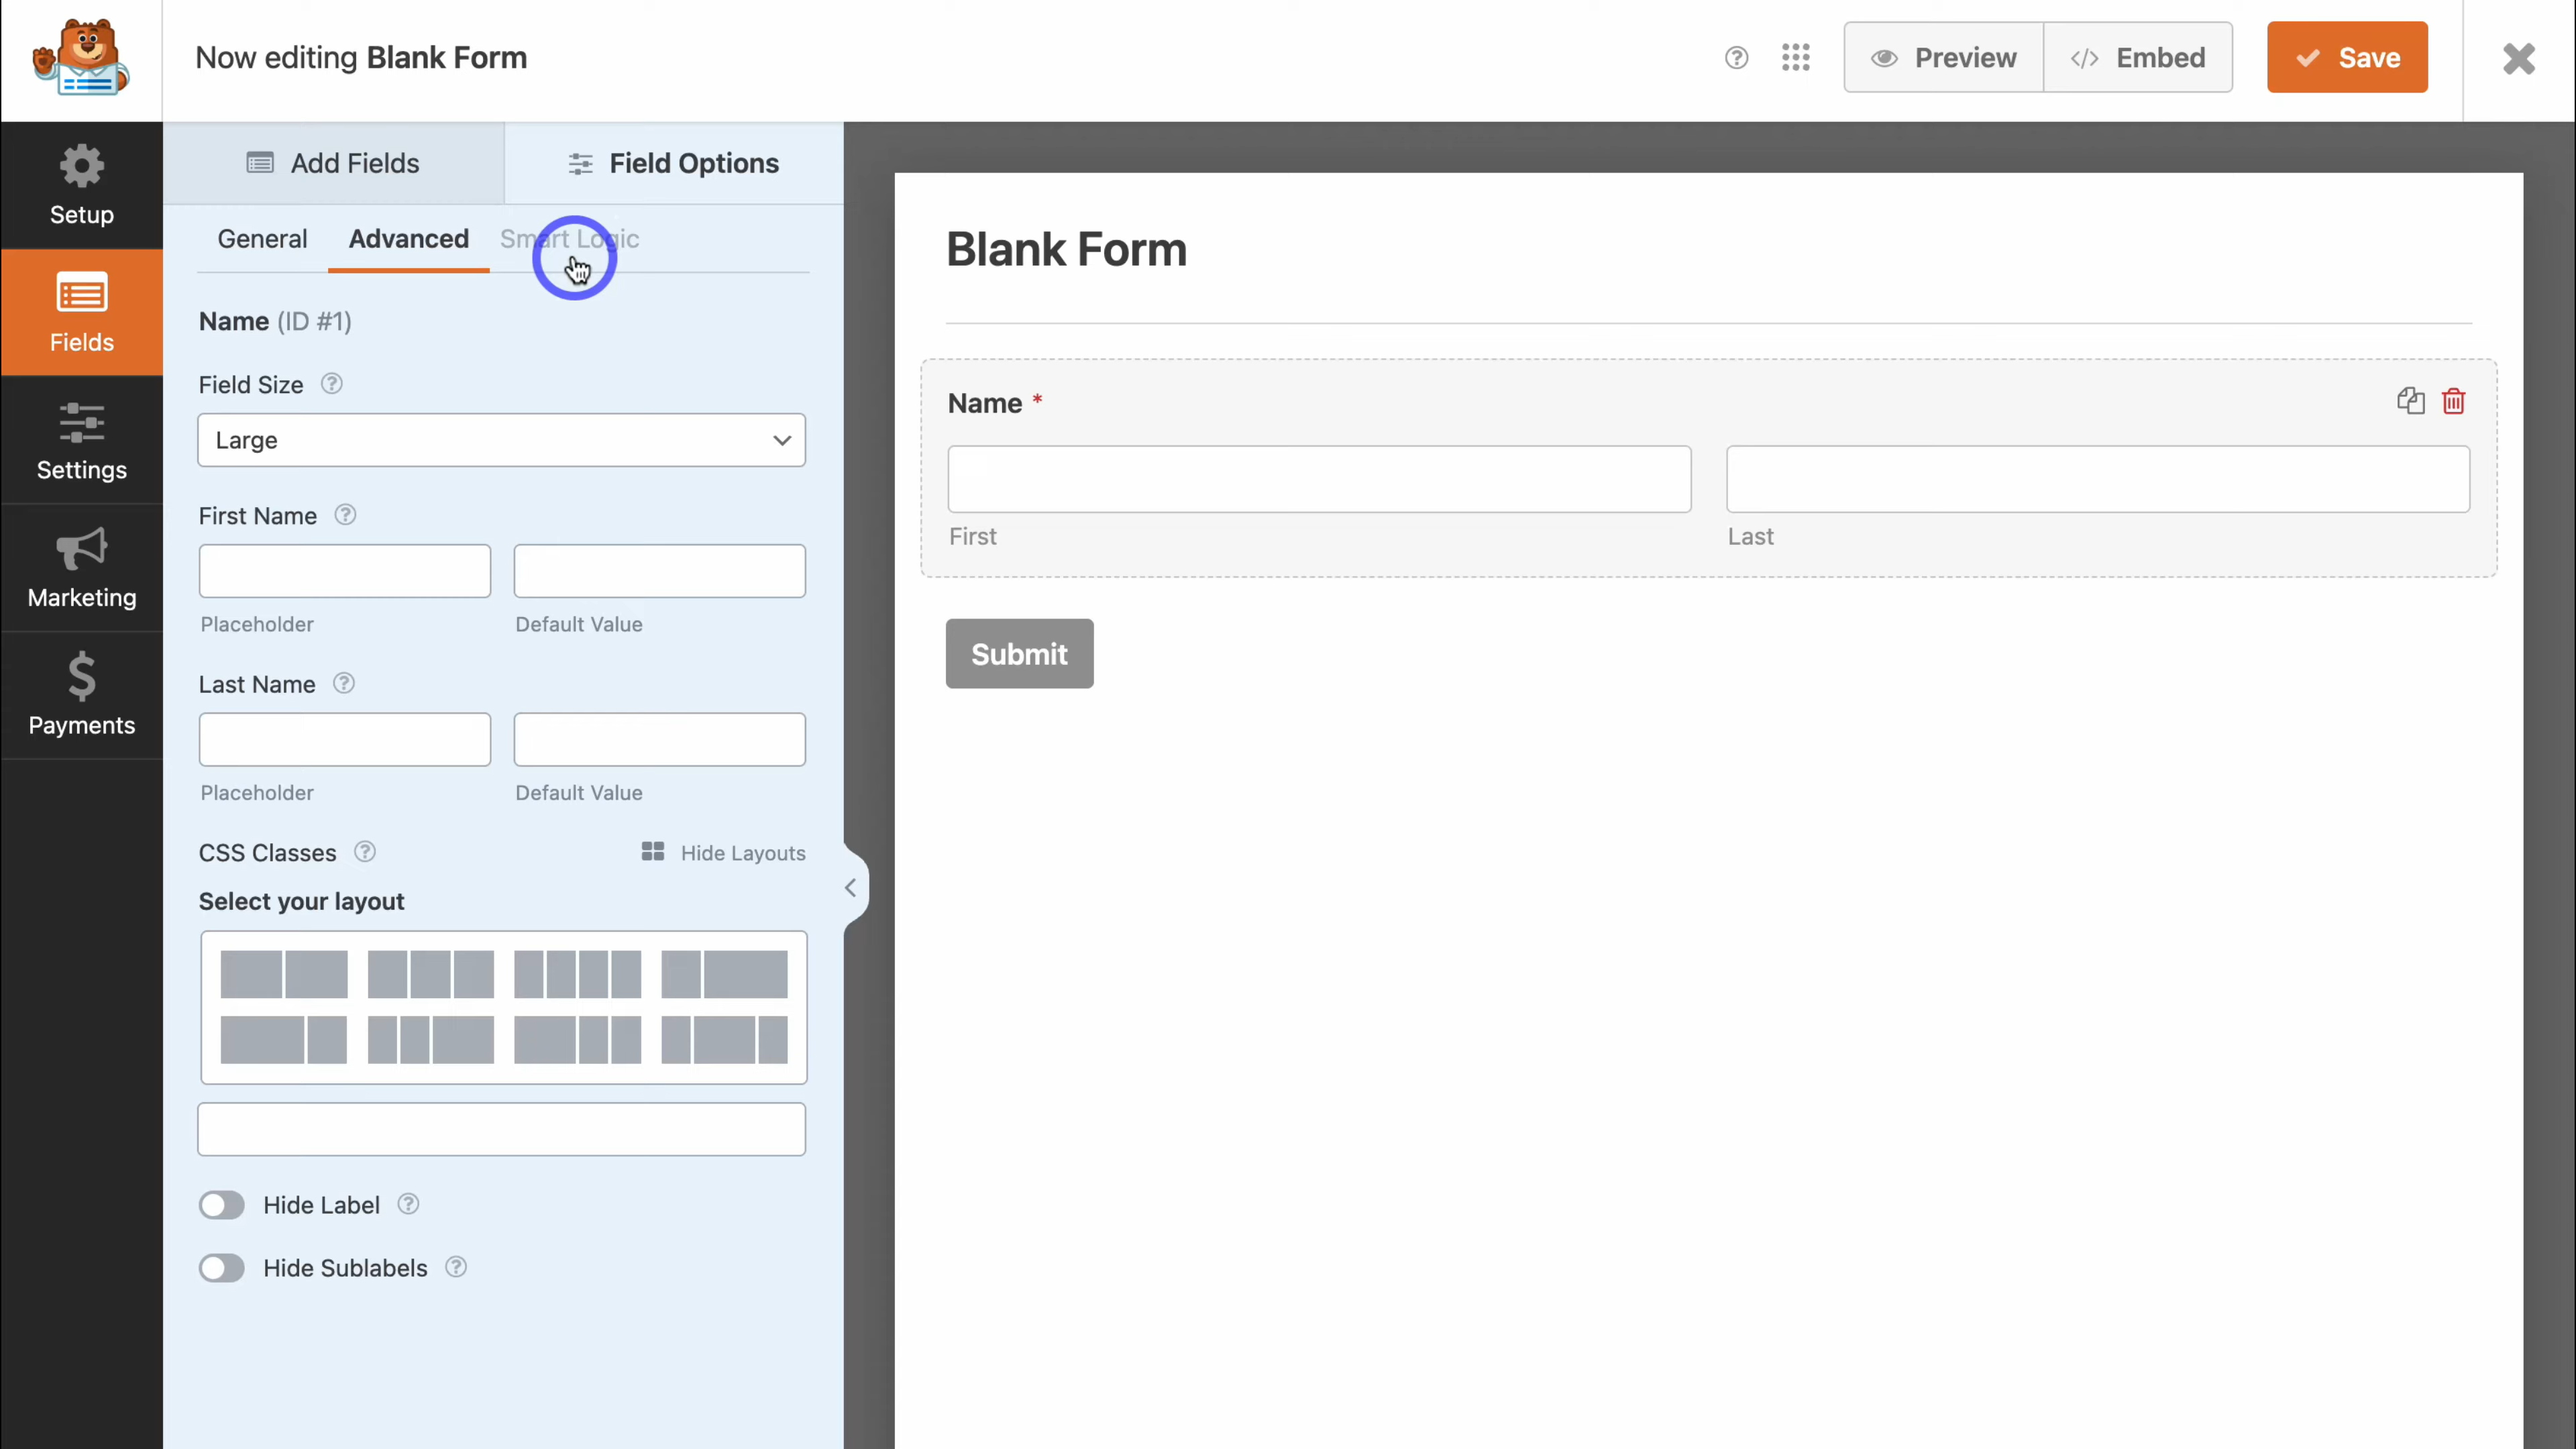 Now editing Blank Form
Preview
</> Embed
Save
Setup
Fields
Settings
Marketing
Payments
Add Fields
Field Options
General
Advanced
Smart Logic
Name (ID #1)
Field Size
Large
First Name
Placeholder
Default Value
Last Name
Placeholder
Default Value
CSS Classes
Hide Layouts
Select your layout
Hide Label
Hide Sublabels
Blank Form
Name *
First
Last
Submit